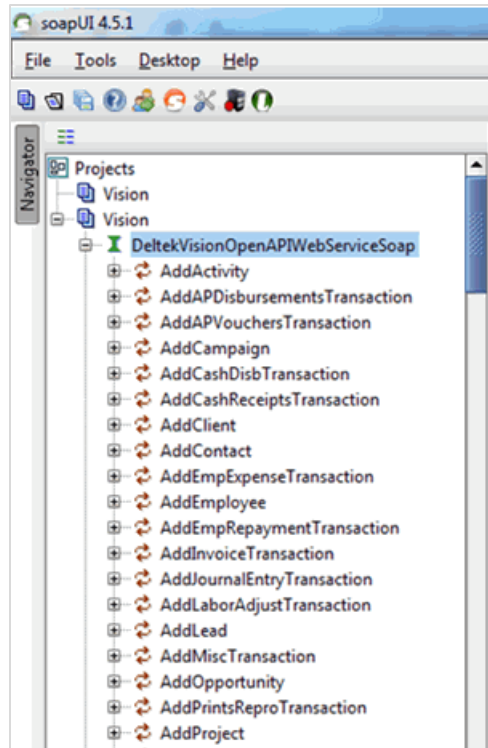 soapUI 4.5.1
File Tools Desktop Help
Navigator
Projects
Vision
Vision
DeltekVisionOpenAPIWebServiceSoap
AddActivity
AddAPDisbursementsTransaction
AddAPVouchersTransaction
AddCampaign
AddCashDisbTransaction
AddCashReceiptsTransaction
AddClient
AddContact
AddEmpExpenseTransaction
AddEmployee
AddEmpRepaymentTransaction
AddInvoiceTransaction
AddJournalEntryTransaction
AddLaborAdjustTransaction
AddLead
AddMiscTransaction
AddOpportunity
AddPrintsReproTransaction
AddProject